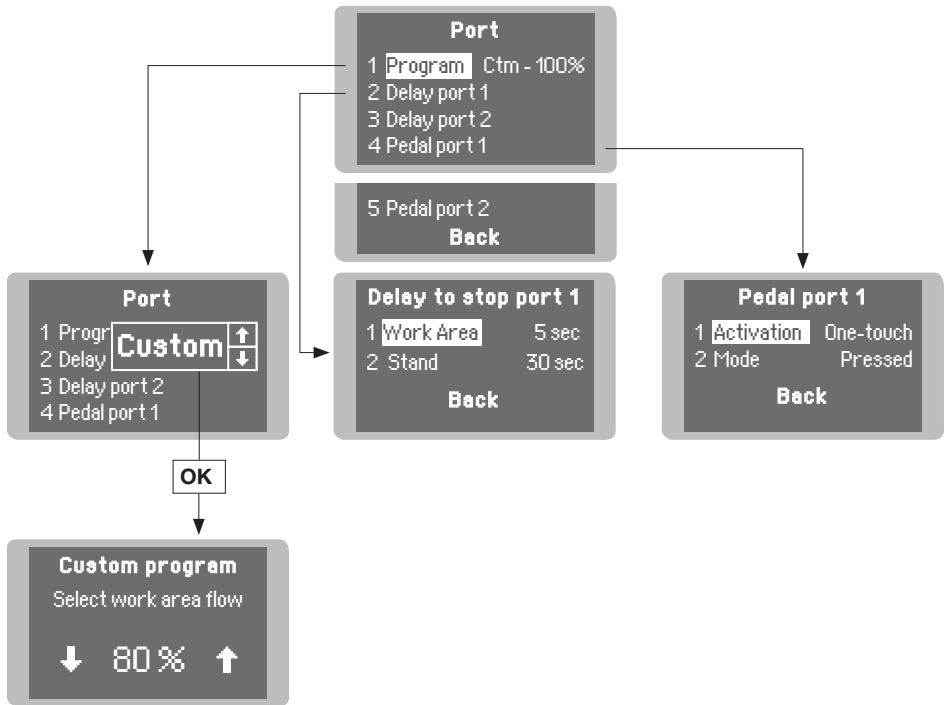 Port
1 Program Ctm - 100%
2 Delay port 1
3 Delay port 2
4 Pedal port 1
5 Pedal port 2
Back
Port
1 Progr
2 Delay
Custom
3 Delay port 2
4 Pedal port 1
OK
Custom program
Select work area flow
80 %
Delay to stop port 1
1 Work Area 5 sec
2 Stand 30 sec
Back
Pedal port 1
1 Activation One-touch
2 Mode Pressed
Back